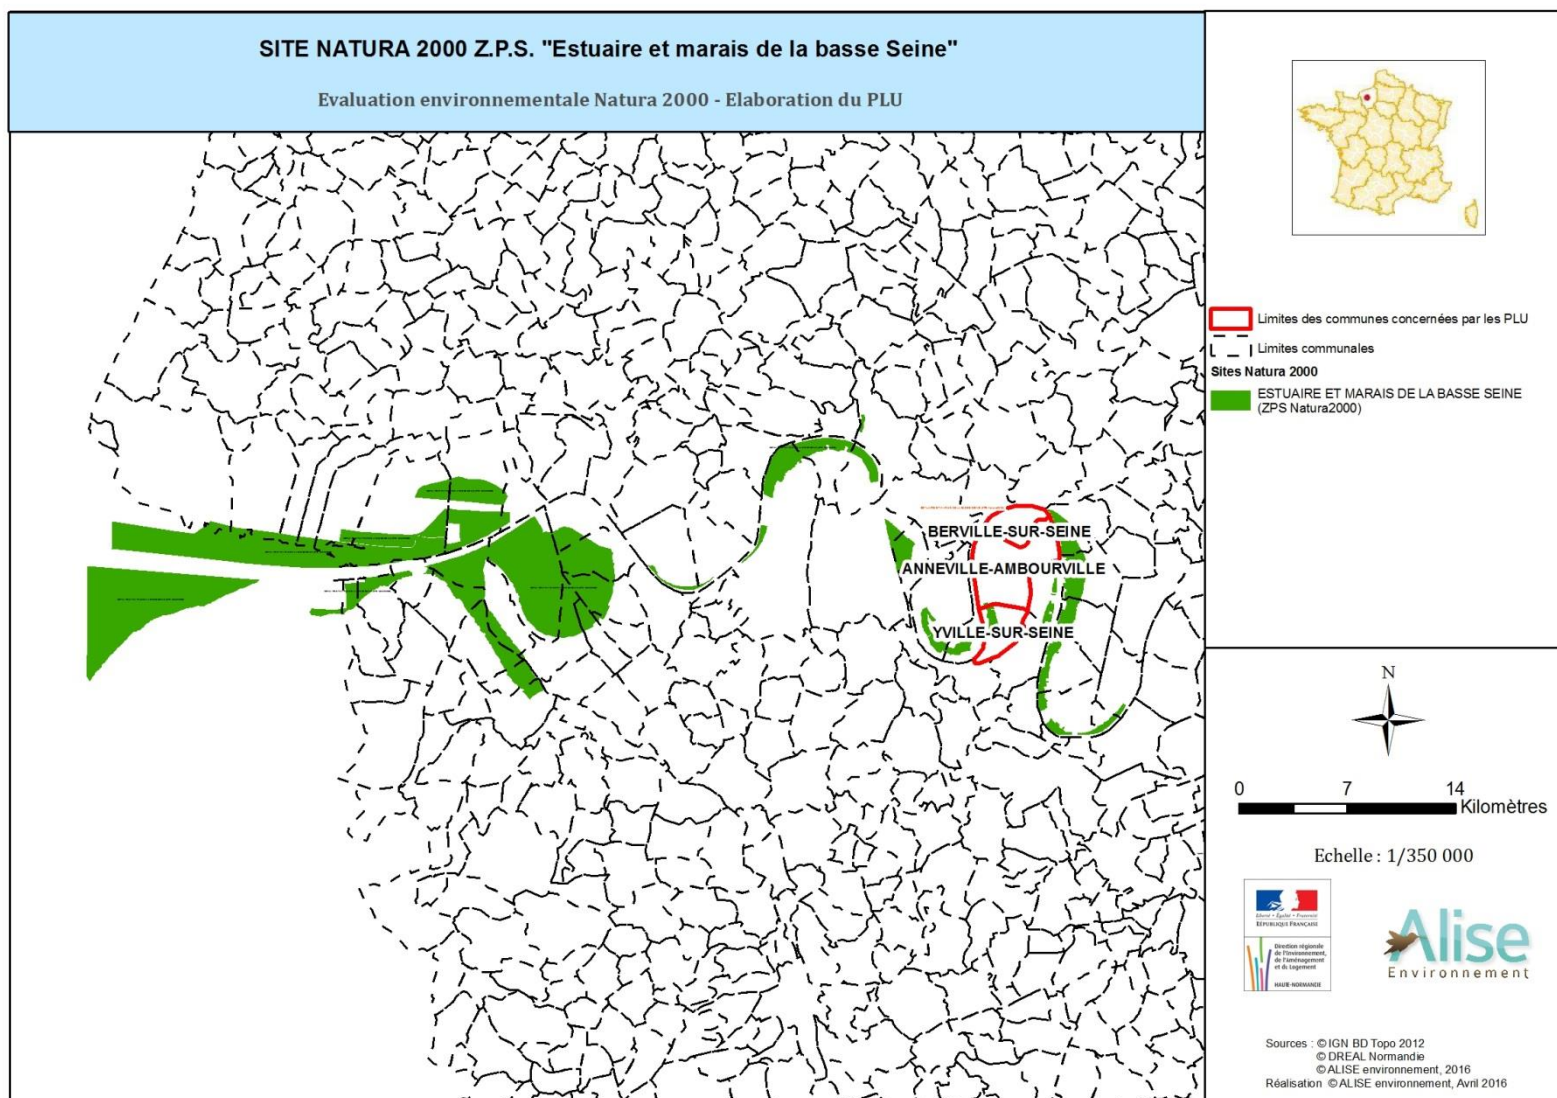 SITE NATURA 2000 Z.P.S. "Estuaire et marais de la basse Seine"
Evaluation environnementale Natura 2000 - Elaboration du PLU
BERVILLE-SUR-SEINE
ANNEVILLE-AMBOURVILLE
YVILLE-SUR-SEINE
Limites des communes concernées par les PLU
Limites communales
Sites Natura 2000
ESTUAIRE ET MARAIS DE LA BASSE SEINE
(ZPS Natura2000)
N
0 7 14
Kilomètres
Echelle : 1/350 000
Liberté • Égalité • Fraternité
RÉPUBLIQUE FRANÇAISE
Direction régionale
de l'Environnement,
de l'Aménagement
et du Logement
HAUTE-NORMANDIE
Alise
Environnement
Sources : © IGN BD Topo 2012
© DREAL Normandie
© ALISE environnement, 2016
Réalisation © ALISE environnement, Avril 2016